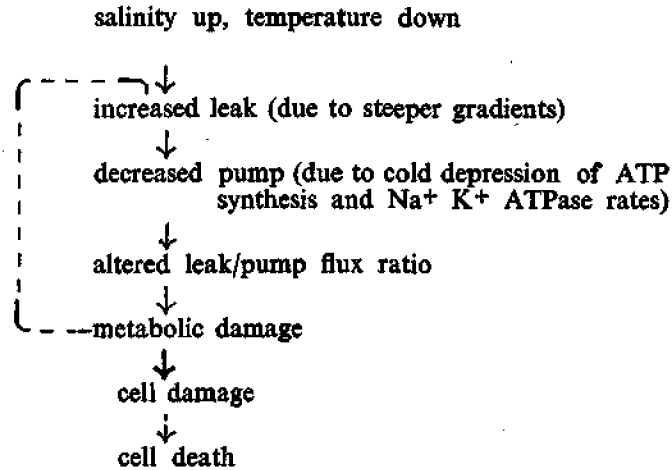 salinity up, temperature down
increased leak (due to steeper gradients)
decreased pump (due to cold depression of ATP
synthesis and Na+ K+ ATPase rates)
altered leak/pump flux ratio
metabolic damage
cell damage
cell death